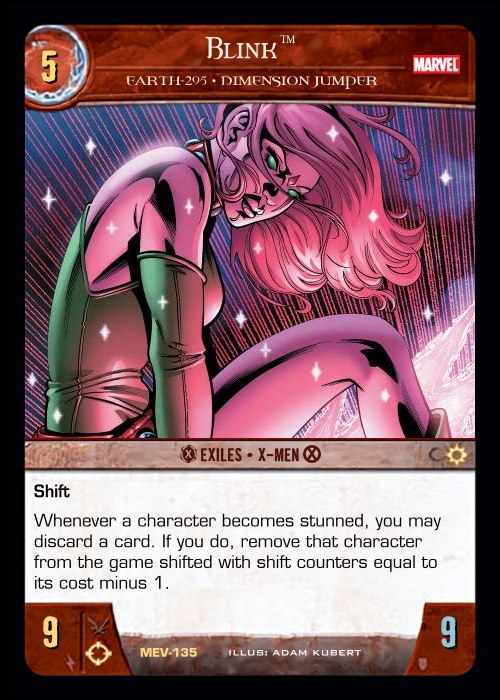 5
Blink™
MARVEL
Earth-295 • Dimension Jumper
EXILES • X-MEN
C
Shift
Whenever a character becomes stunned, you may
discard a card. If you do, remove that character
from the game shifted with shift counters equal to
its cost minus 1.
9
9
MEV-135 ILLUS: ADAM KUBERT